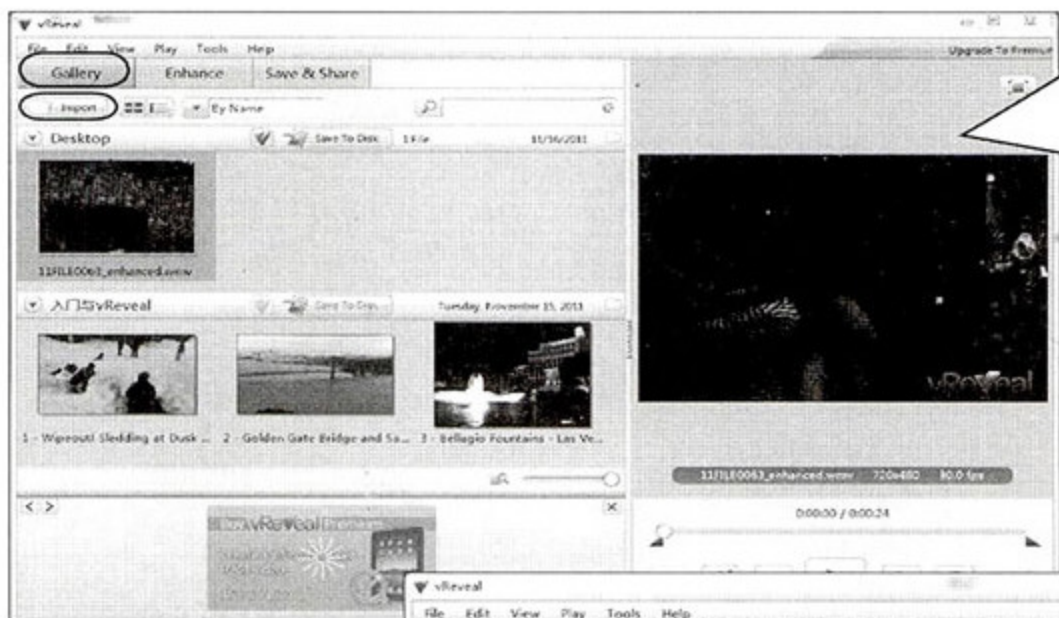 vReveal
File Edit View Play Tools Help
Upgrade To Premium
Gallery Enhance Save & Share
Import By Name
Desktop Save To Disk 1 File 11/16/2011
11FILE0063_enhanced.wmv
入门与vReveal Save To Disk Tuesday, November 15, 2011
1 - Wipeout! Sledding at Dusk ... 2 - Golden Gate Bridge and Sa... 3 - Bellagio Fountains - Las Ve...
vReveal
11FILE0063_enhanced.wmv 720x480 30.0 fps
0:00:00 / 0:00:24
vReveal
vReveal
File Edit View Play Tools Help